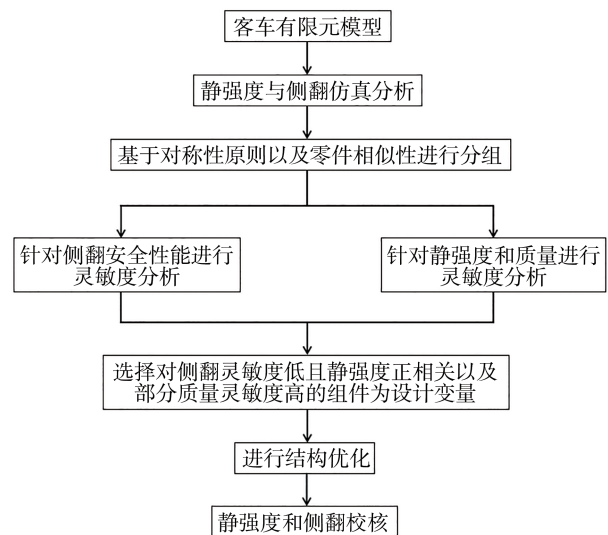 客车有限元模型
静强度与侧翻仿真分析
基于对称性原则以及零件相似性进行分组
针对侧翻安全性能进行
灵敏度分析
针对静强度和质量进行
灵敏度分析
选择对侧翻灵敏度低且静强度正相关以及
部分质量灵敏度高的组件为设计变量
进行结构优化
静强度和侧翻校核